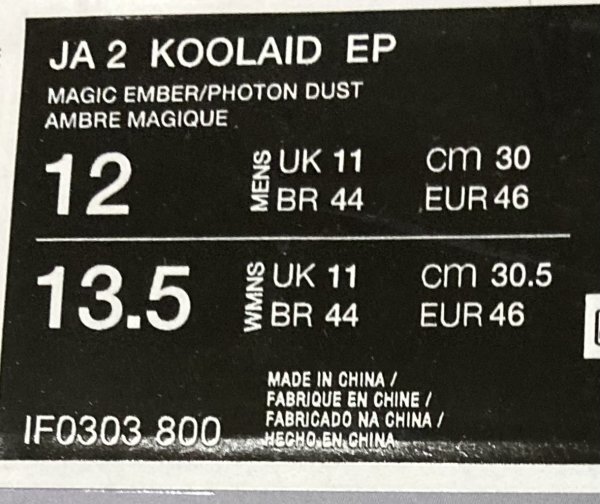 JA 2 KOOLAID EP
MAGIC EMBER/PHOTON DUST
AMBRE MAGIQUE
12 MENS UK 11 cm 30
BR 44 EUR 46
13.5 WMNS UK 11 cm 30.5
BR 44 EUR 46
MADE IN CHINA /
FABRIQUE EN CHINE /
FABRICADO NA CHINA /
HECHO EN CHINA
IF0303 800